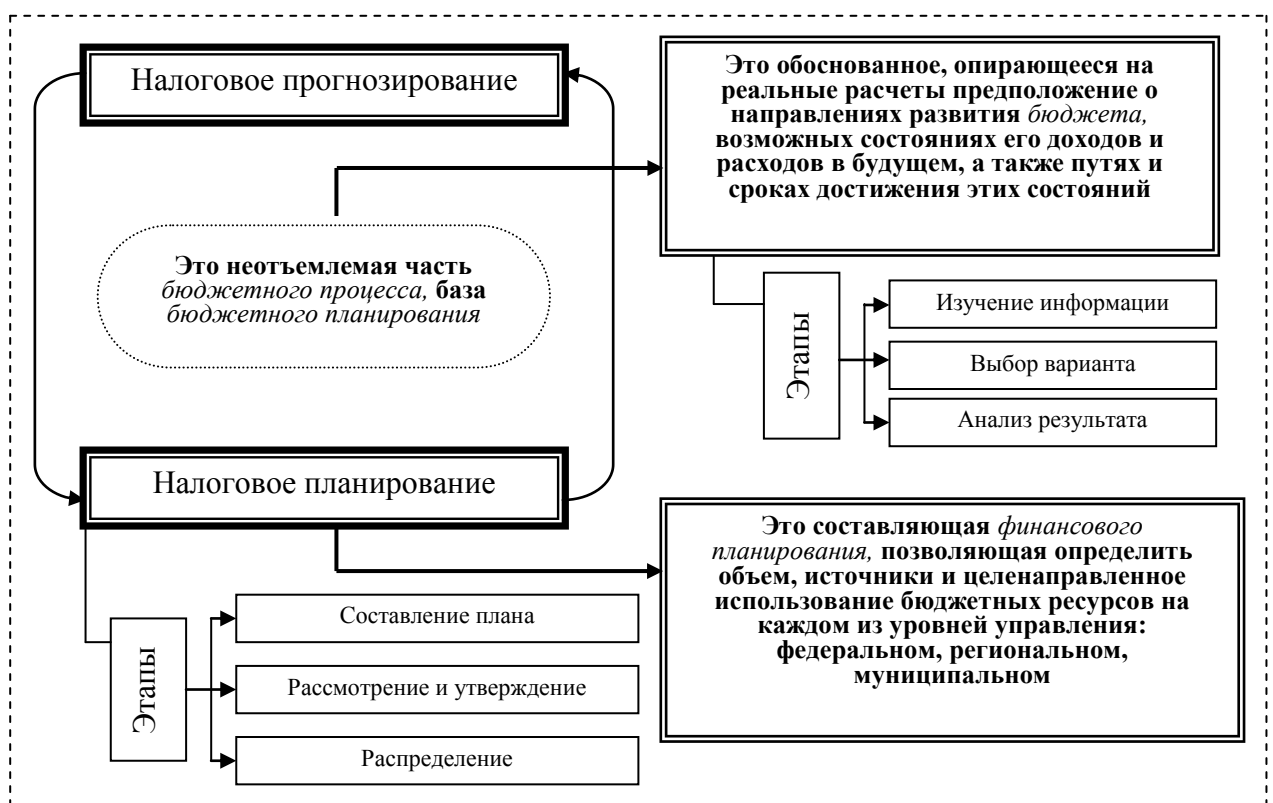 Налоговое прогнозирование
Это обоснованное, опирающееся на
реальные расчеты предположение о
направлениях развития бюджета,
возможных состояниях его доходов и
расходов в будущем, а также путях и
сроках достижения этих состояний
Это неотъемлемая часть
бюджетного процесса, база
бюджетного планирования
Этапы
Изучение информации
Выбор варианта
Анализ результата
Налоговое планирование
Это составляющая финансового
планирования, позволяющая определить
объем, источники и целенаправленное
использование бюджетных ресурсов на
каждом из уровней управления:
федеральном, региональном,
муниципальном
Этапы
Составление плана
Рассмотрение и утверждение
Распределение